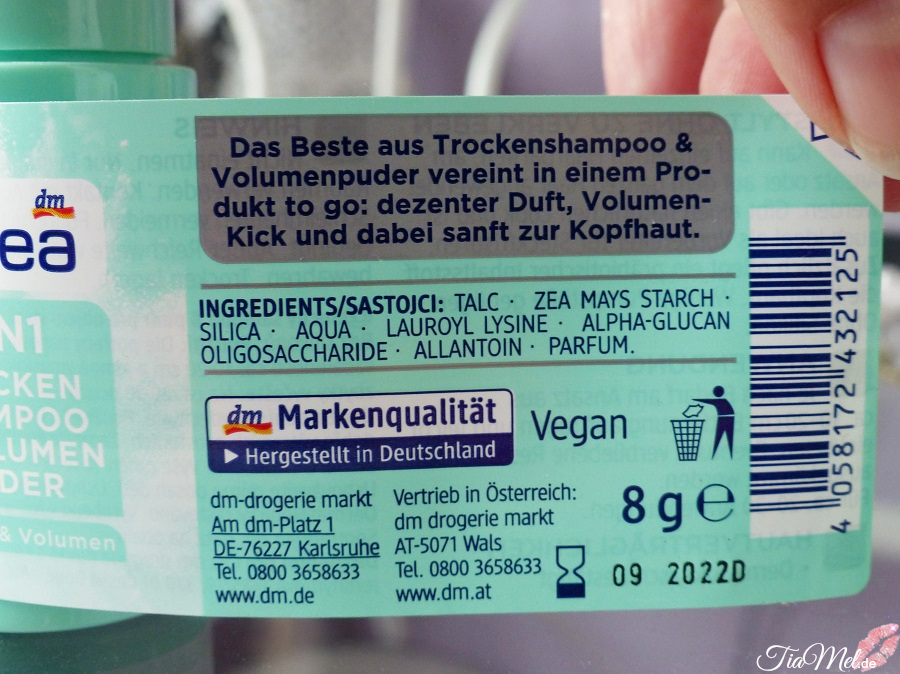 dm
ea
N1
CKEN
MPOO
LUMEN
DER
& Volumen
Das Beste aus Trockenshampoo &
Volumenpuder vereint in einem Pro-
dukt to go: dezenter Duft, Volumen-
Kick und dabei sanft zur Kopfhaut.
INGREDIENTS/SASTOJCI: TALC · ZEA MAYS STARCH ·
SILICA · AQUA · LAUROYL LYSINE · ALPHA-GLUCAN
OLIGOSACCHARIDE · ALLANTOIN · PARFUM.
dm Markenqualität
Hergestellt in Deutschland
Vegan
dm-drogerie markt
Am dm-Platz 1
DE-76227 Karlsruhe
Tel. 0800 3658633
www.dm.de
Vertrieb in Österreich:
dm drogerie markt
AT-5071 Wals
Tel. 0800 3658633
www.dm.at
8 g ℮
09 2022D
4 058172 432125
TiaMel.de